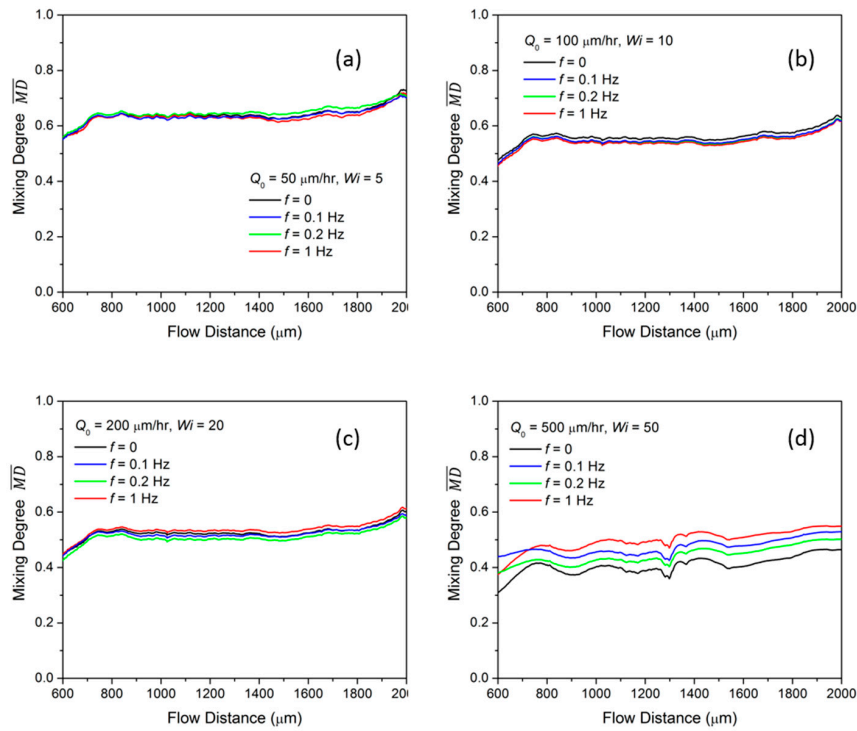 1.0
0.8
0.6
0.4
0.2
0.0
Mixing Degree MD
(a)
Q0 = 50 μm/hr, Wi = 5
f = 0
f = 0.1 Hz
f = 0.2 Hz
f = 1 Hz
600 800 1000 1200 1400 1600 1800 200
Flow Distance (μm)
1.0
0.8
0.6
0.4
0.2
0.0
Mixing Degree MD
Q0 = 100 μm/hr, Wi = 10
(b)
f = 0
f = 0.1 Hz
f = 0.2 Hz
f = 1 Hz
600 800 1000 1200 1400 1600 1800 2000
Flow Distance (μm)
1.0
0.8
0.6
0.4
0.2
0.0
Mixing Degree MD
Q0 = 200 μm/hr, Wi = 20
(c)
f = 0
f = 0.1 Hz
f = 0.2 Hz
f = 1 Hz
600 800 1000 1200 1400 1600 1800 200
Flow Distance (μm)
1.0
0.8
0.6
0.4
0.2
0.0
Mixing Degree MD
Q0 = 500 μm/hr, Wi = 50
(d)
f = 0
f = 0.1 Hz
f = 0.2 Hz
f = 1 Hz
600 800 1000 1200 1400 1600 1800 2000
Flow Distance (μm)